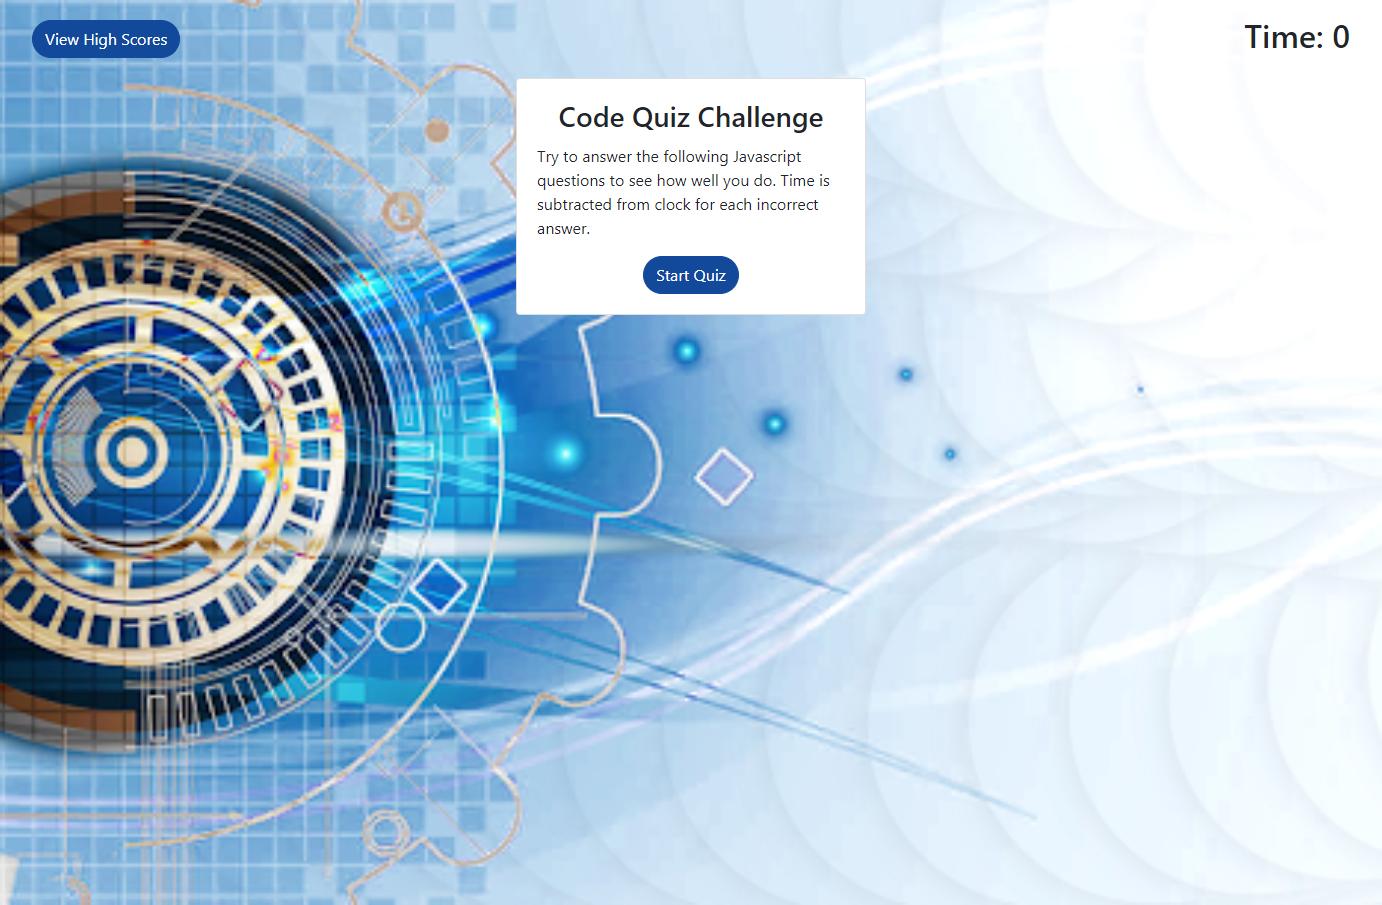 View High Scores
Time: 0
Code Quiz Challenge
Try to answer the following Javascript
questions to see how well you do. Time is
subtracted from clock for each incorrect
answer.
Start Quiz